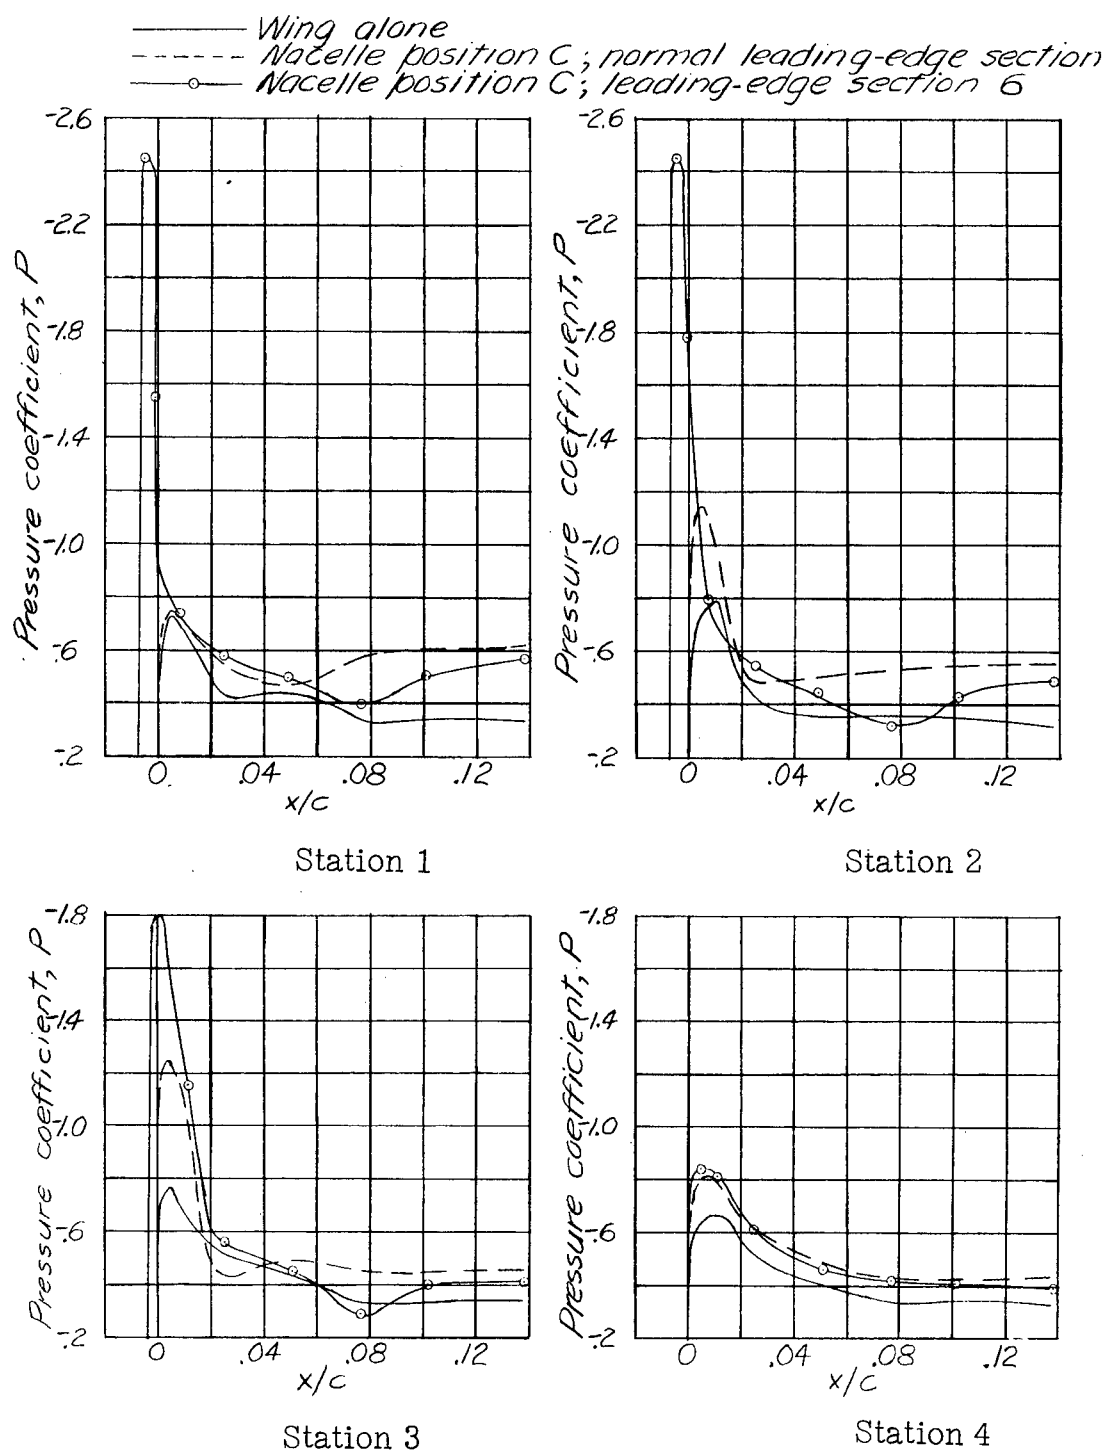 Wing alone
Nacelle position C; normal leading-edge section
Nacelle position C; leading-edge section 6
Pressure coefficient, P
-2.6
-2.2
-1.8
-1.4
-1.0
-.6
-.2
0 .04 .08 .12
x/c
Station 1
Pressure coefficient, P
-2.6
-2.2
-1.8
-1.4
-1.0
-.6
-.2
0 .04 .08 .12
x/c
Station 2
Pressure coefficient, P
-1.8
-1.4
-1.0
-.6
-.2
0 .04 .08 .12
x/c
Station 3
Pressure coefficient, P
-1.8
-1.4
-1.0
-.6
-.2
0 .04 .08 .12
x/c
Station 4